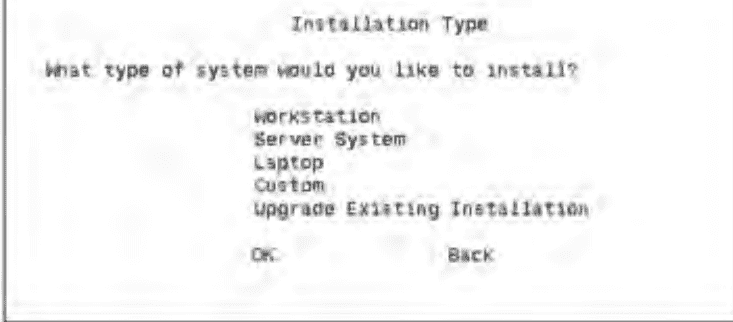 Installation Type
What type of system would you like to install?
Workstation
Server System
Laptop
Custom
Upgrade Existing Installation
OK Back